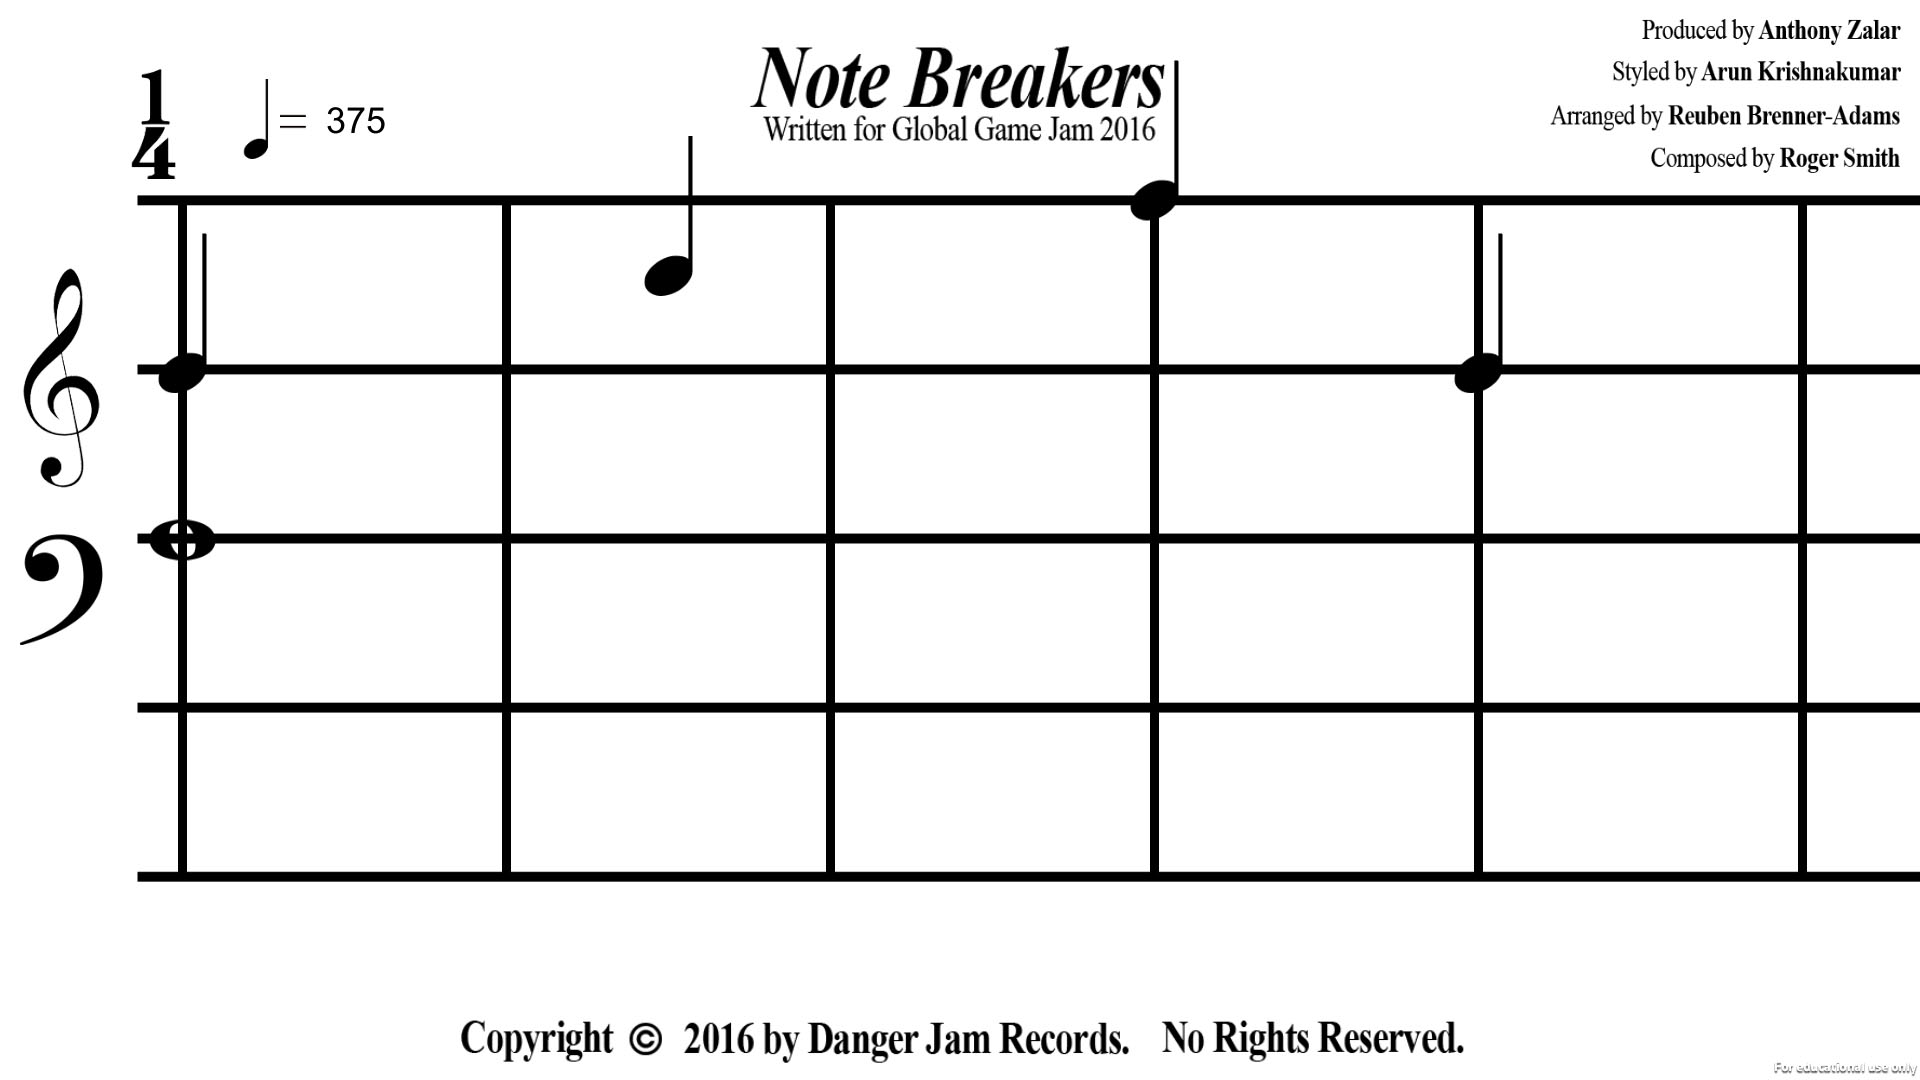 Note Breakers
Written for Global Game Jam 2016
Produced by Anthony Zalar
Styled by Arun Krishnakumar
Arranged by Reuben Brenner-Adams
Composed by Roger Smith
1
4
= 375
Copyright © 2016 by Danger Jam Records. No Rights Reserved.
For educational use only